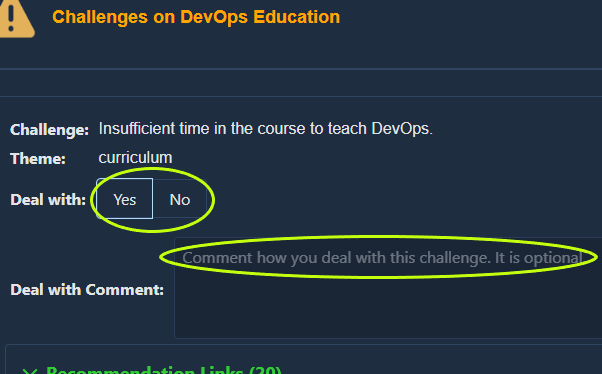 Challenges on DevOps Education
Challenge: Insufficient time in the course to teach DevOps.
Theme: curriculum
Deal with: Yes No
Comment how you deal with this challenge. It is optional
Deal with Comment:
Recommendation Links (20)